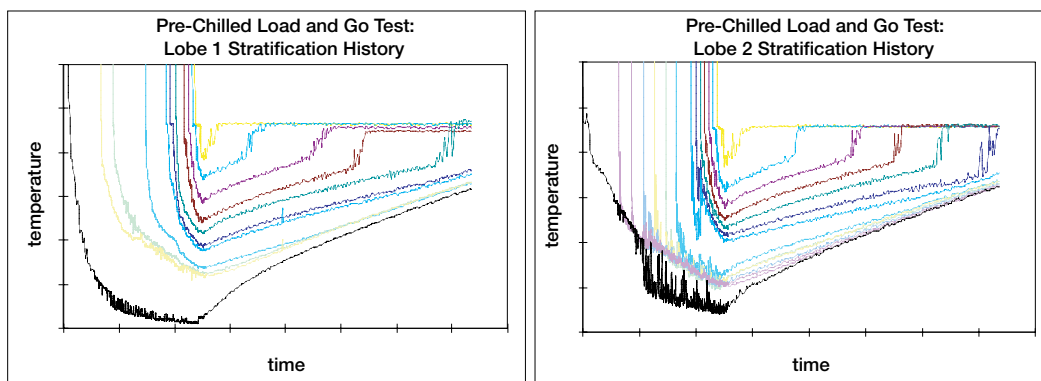 Pre-Chilled Load and Go Test:
Lobe 1 Stratification History
temperature
time
Pre-Chilled Load and Go Test:
Lobe 2 Stratification History
temperature
time